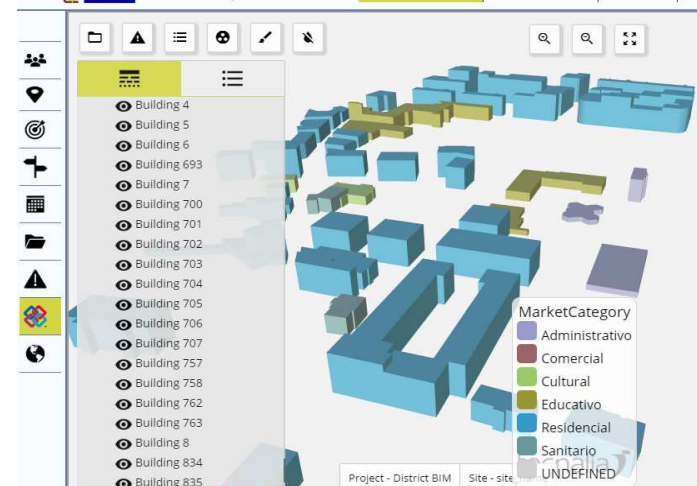 Building 4
Building 5
Building 6
Building 693
Building 7
Building 700
Building 701
Building 702
Building 703
Building 704
Building 705
Building 706
Building 707
Building 757
Building 758
Building 762
Building 763
Building 8
Building 834
Building 835
MarketCategory
Administrativo
Comercial
Cultural
Educativo
Residencial
Sanitario
UNDEFINED
Project - District BIM
Site - site